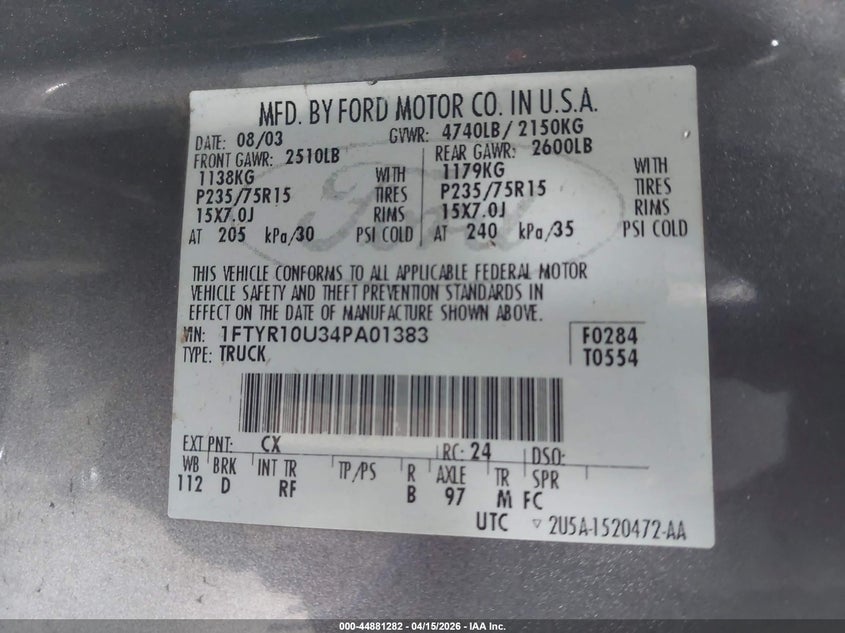 MFD. BY FORD MOTOR CO. IN U.S.A.
DATE: 08/03 GVWR: 4740LB/ 2150KG
FRONT GAWR: 2510LB REAR GAWR: 2600LB
1138KG WITH 1179KG WITH
P235/75R15 TIRES P235/75R15 TIRES
15X7.0J RIMS 15X7.0J RIMS
AT 205 kPa/30 PSI COLD AT 240 kPa/35 PSI COLD
Ford
THIS VEHICLE CONFORMS TO ALL APPLICABLE FEDERAL MOTOR
VEHICLE SAFETY AND THEFT PREVENTION STANDARDS IN
EFFECT ON THE DATE OF MANUFACTURE SHOWN ABOVE.
VIN: 1FTYR10U34PA01383 F0284
TYPE: TRUCK T0554
EXT PNT: CX RC: 24 DSO:
WB BRK INT TR TP/PS R AXLE TR SPR
112 D RF B 97 M FC
UTC ▽ 2U5A-1520472-AA
000-44881282 - 04/15/2026 - IAA Inc.